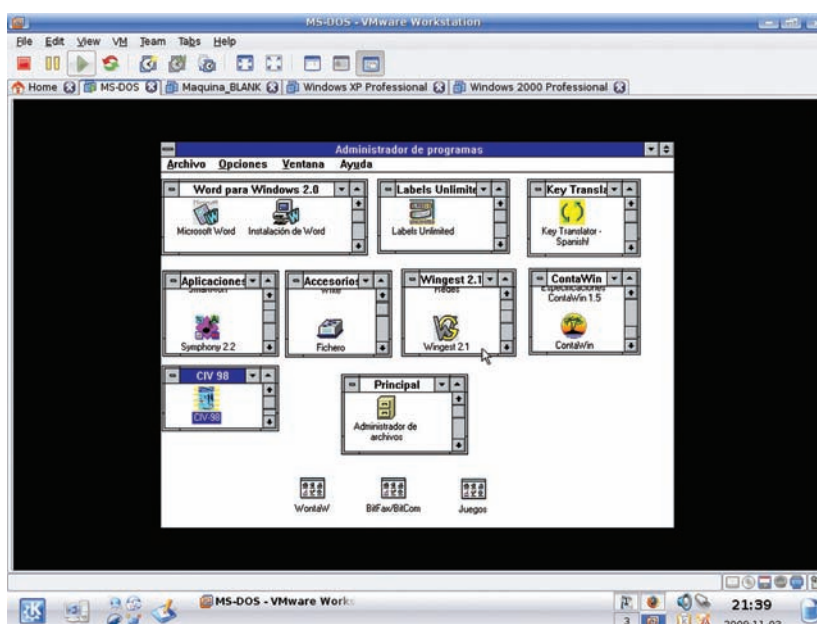 MS-DOS - VMware Workstation
File Edit View VM Team Tabs Help
Home MS-DOS Maquina_BLANK Windows XP Professional Windows 2000 Professional
Administrador de programas
Archivo Opciones Ventana Ayuda
Word para Windows 2.0 Labels Unlimite Key Transla
Microsoft Word Instalación de Word Labels Unlimited Key Translator -
Spanish!
Aplicaciones Accesorios Wingest 2.1 ContaWin
Write Redes Especificaciones
ContaWin 1.5
Symphony 2.2 Fichero Wingest 2.1 ContaWin
CIV 98 Principal
CIV-98 Administrador de
archivos
WontaW BitFax/BitCom Juegos
MS-DOS - VMware Works
21:39
3